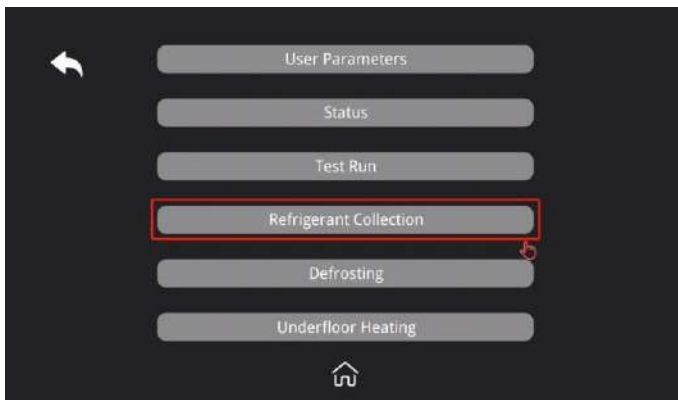 User Parameters
Status
Test Run
Refrigerant Collection
Defrosting
Underfloor Heating